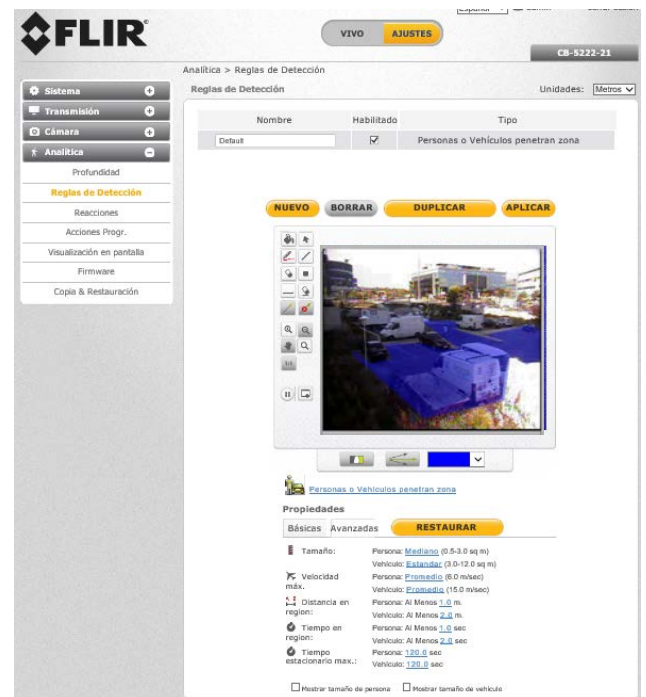 FLIR
VIVO AJUSTES
CB-5222-21
Analítica > Reglas de Detección
Sistema
Transmisión
Cámara
Analítica
Profundidad
Reglas de Detección
Reacciones
Acciones Progr.
Visualización en pantalla
Firmware
Copia & Restauración
Reglas de Detección Unidades: Metros
Nombre Habilitado Tipo
Default Personas o Vehículos penetran zona
NUEVO BORRAR DUPLICAR APLICAR
1:1
Personas o Vehículos penetran zona
Propiedades
Básicas Avanzadas RESTAURAR
Tamaño: Persona: Mediano (0.5-3.0 sq m)
Vehículo: Estandar (3.0-12.0 sq m)
Velocidad máx. Persona: Promedio (6.0 m/sec)
Vehículo: Promedio (15.0 m/sec)
Distancia en region: Persona: Al Menos 1.0 m.
Vehículo: Al Menos 2.0 m.
Tiempo en region: Persona: Al Menos 1.0 sec
Vehículo: Al Menos 2.0 sec
Tiempo estacionario max.: Persona: 120.0 sec
Vehículo: 120.0 sec
Mostrar tamaño de persona Mostrar tamaño de vehículo